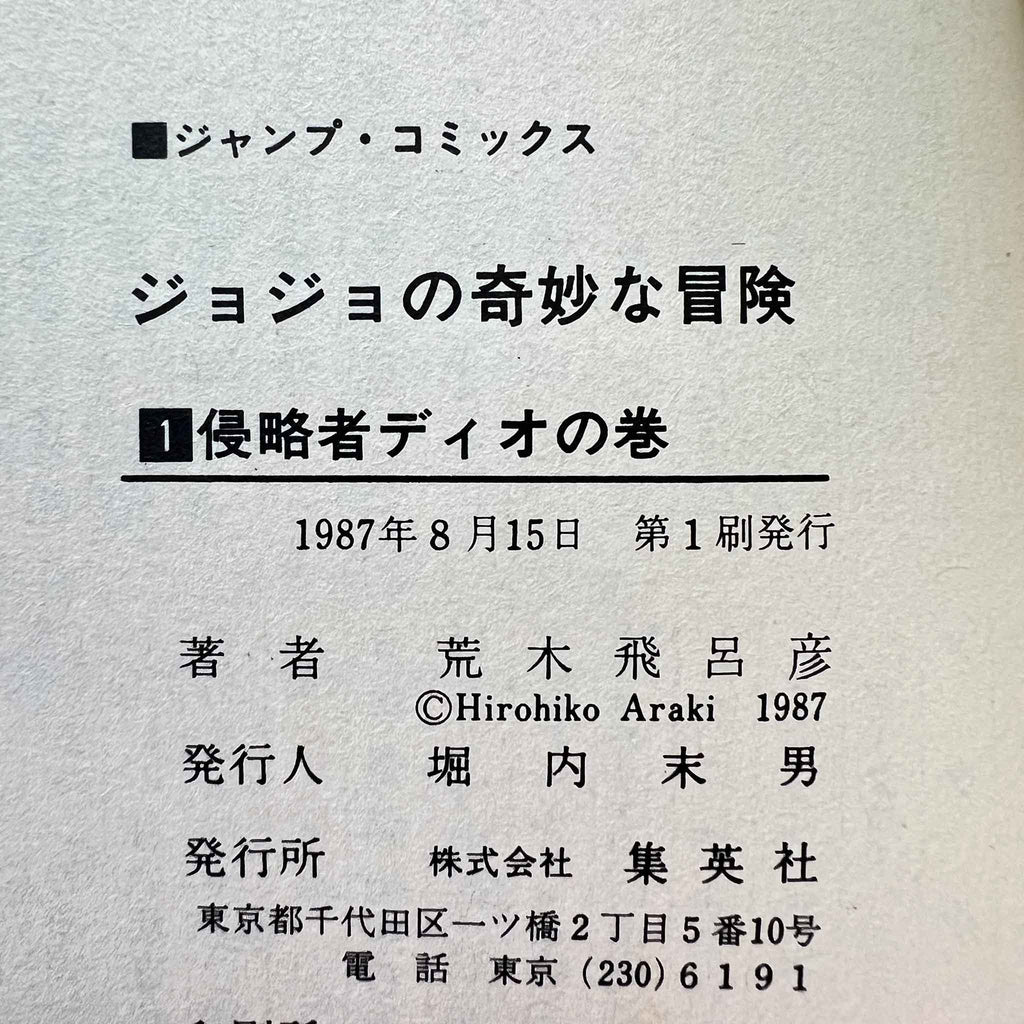 ■ジャンプ・コミックス
ジョジョの奇妙な冒険
1侵略者ディオの巻
1987年8月15日　第1刷発行
著者　荒木飛呂彦
©Hirohiko Araki 1987
発行人　堀内末男
発行所　株式会社 集英社
東京都千代田区一ツ橋2丁目5番10号
電話 東京 (230) 6191